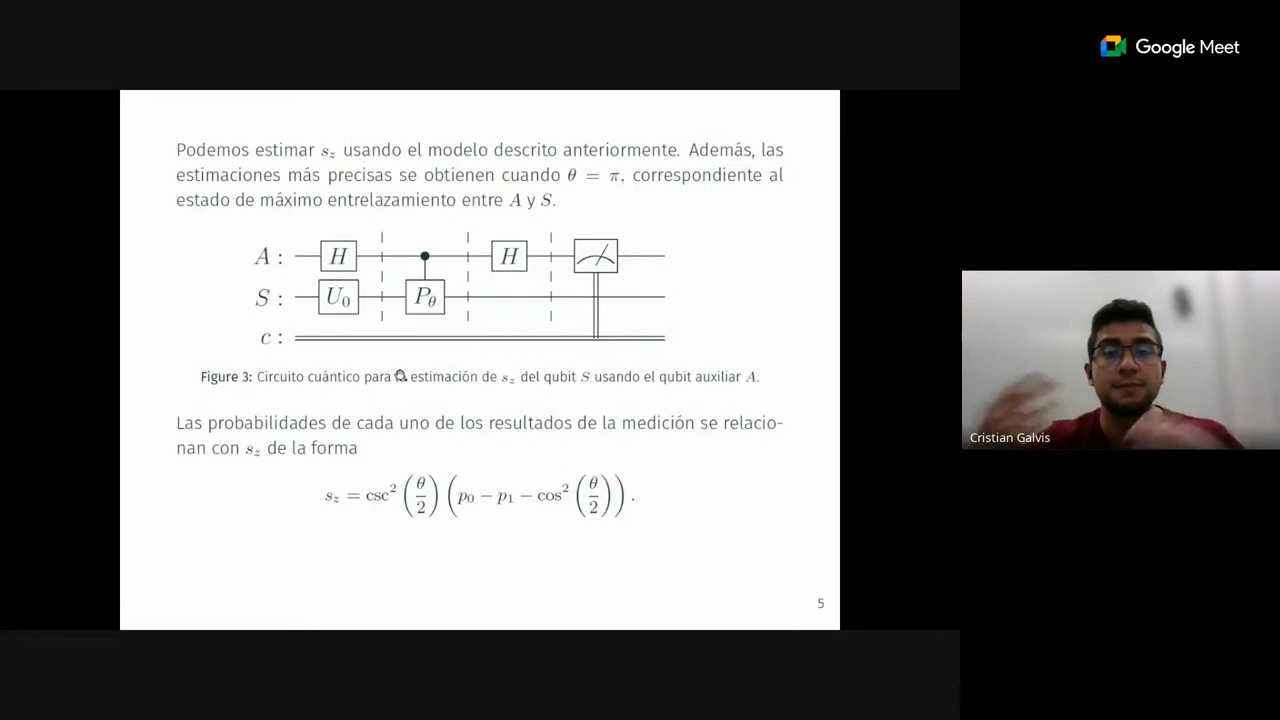 Google Meet
Podemos estimar s_z usando el modelo descrito anteriormente. Además, las
estimaciones más precisas se obtienen cuando θ = π, correspondiente al
estado de máximo entrelazamiento entre A y S.
A : H H
S : U_0 P_θ
c :
Figure 3: Circuito cuántico para estimación de s_z del qubit S usando el qubit auxiliar A.
Las probabilidades de cada uno de los resultados de la medición se relacio-
nan con s_z de la forma
s_z = csc² (θ/2) (p_0 − p_1 − cos² (θ/2)) .
5
Cristian Galvis